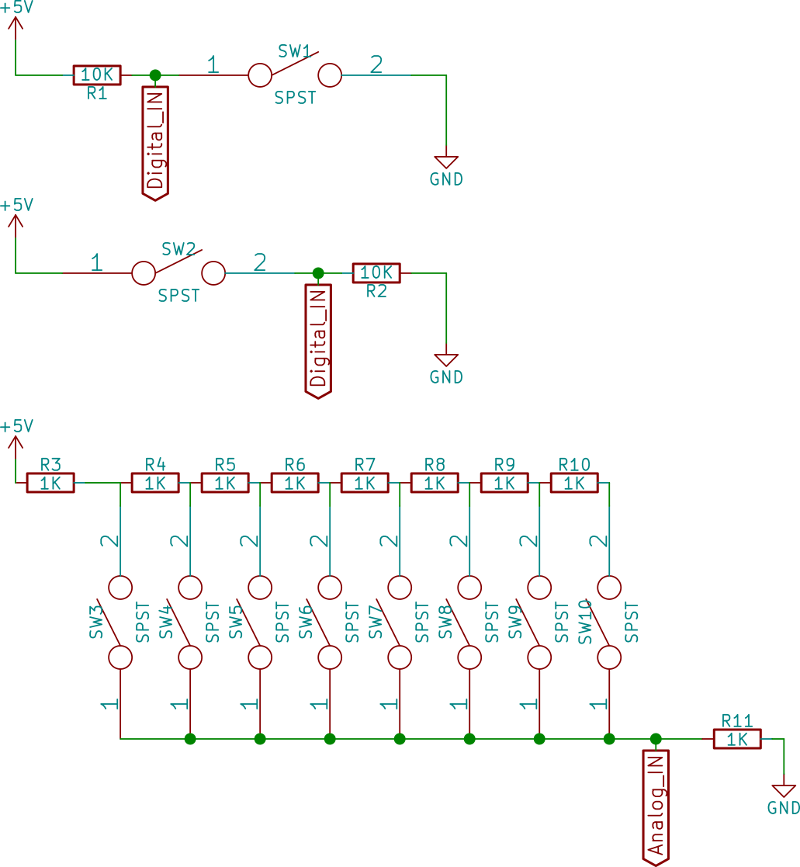 +5V
SW1
10K
1
2
R1
SPST
Digital_IN
GND
+5V
SW2
1
2
10K
SPST
R2
Digital_IN
GND
+5V
R3 R4 R5 R6 R7 R8 R9 R10
1K 1K 1K 1K 1K 1K 1K 1K
2 2 2 2 2 2 2 2
SW3 SPST SW4 SPST SW5 SPST SW6 SPST SW7 SPST SW8 SPST SW9 SPST SW10 SPST
1 1 1 1 1 1 1 1
R11
1K
Analog_IN
GND